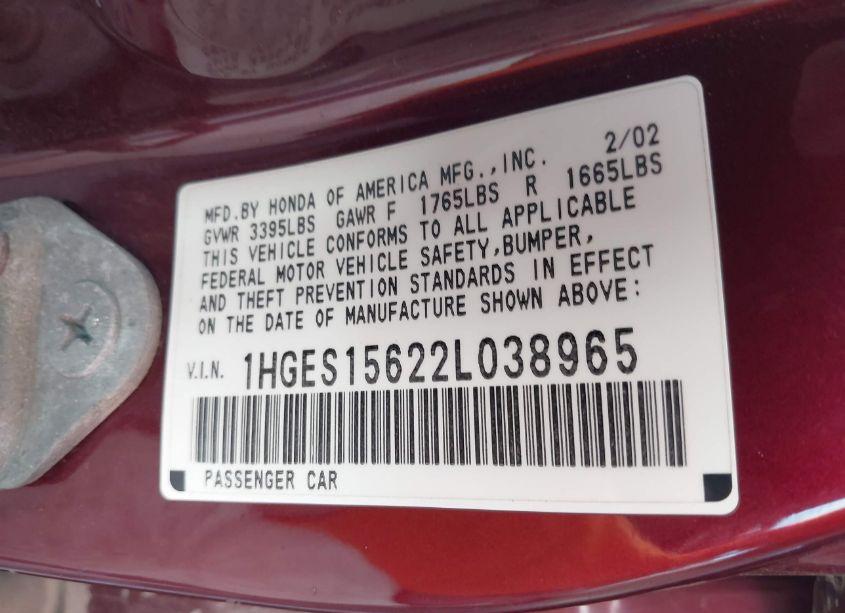 MFD.BY HONDA OF AMERICA MFG.,INC. 2/02
GVWR 3395LBS GAWR F 1765LBS R 1665LBS
THIS VEHICLE CONFORMS TO ALL APPLICABLE
FEDERAL MOTOR VEHICLE SAFETY,BUMPER,
AND THEFT PREVENTION STANDARDS IN EFFECT
ON THE DATE OF MANUFACTURE SHOWN ABOVE:
V.I.N. 1HGES15622L038965
PASSENGER CAR